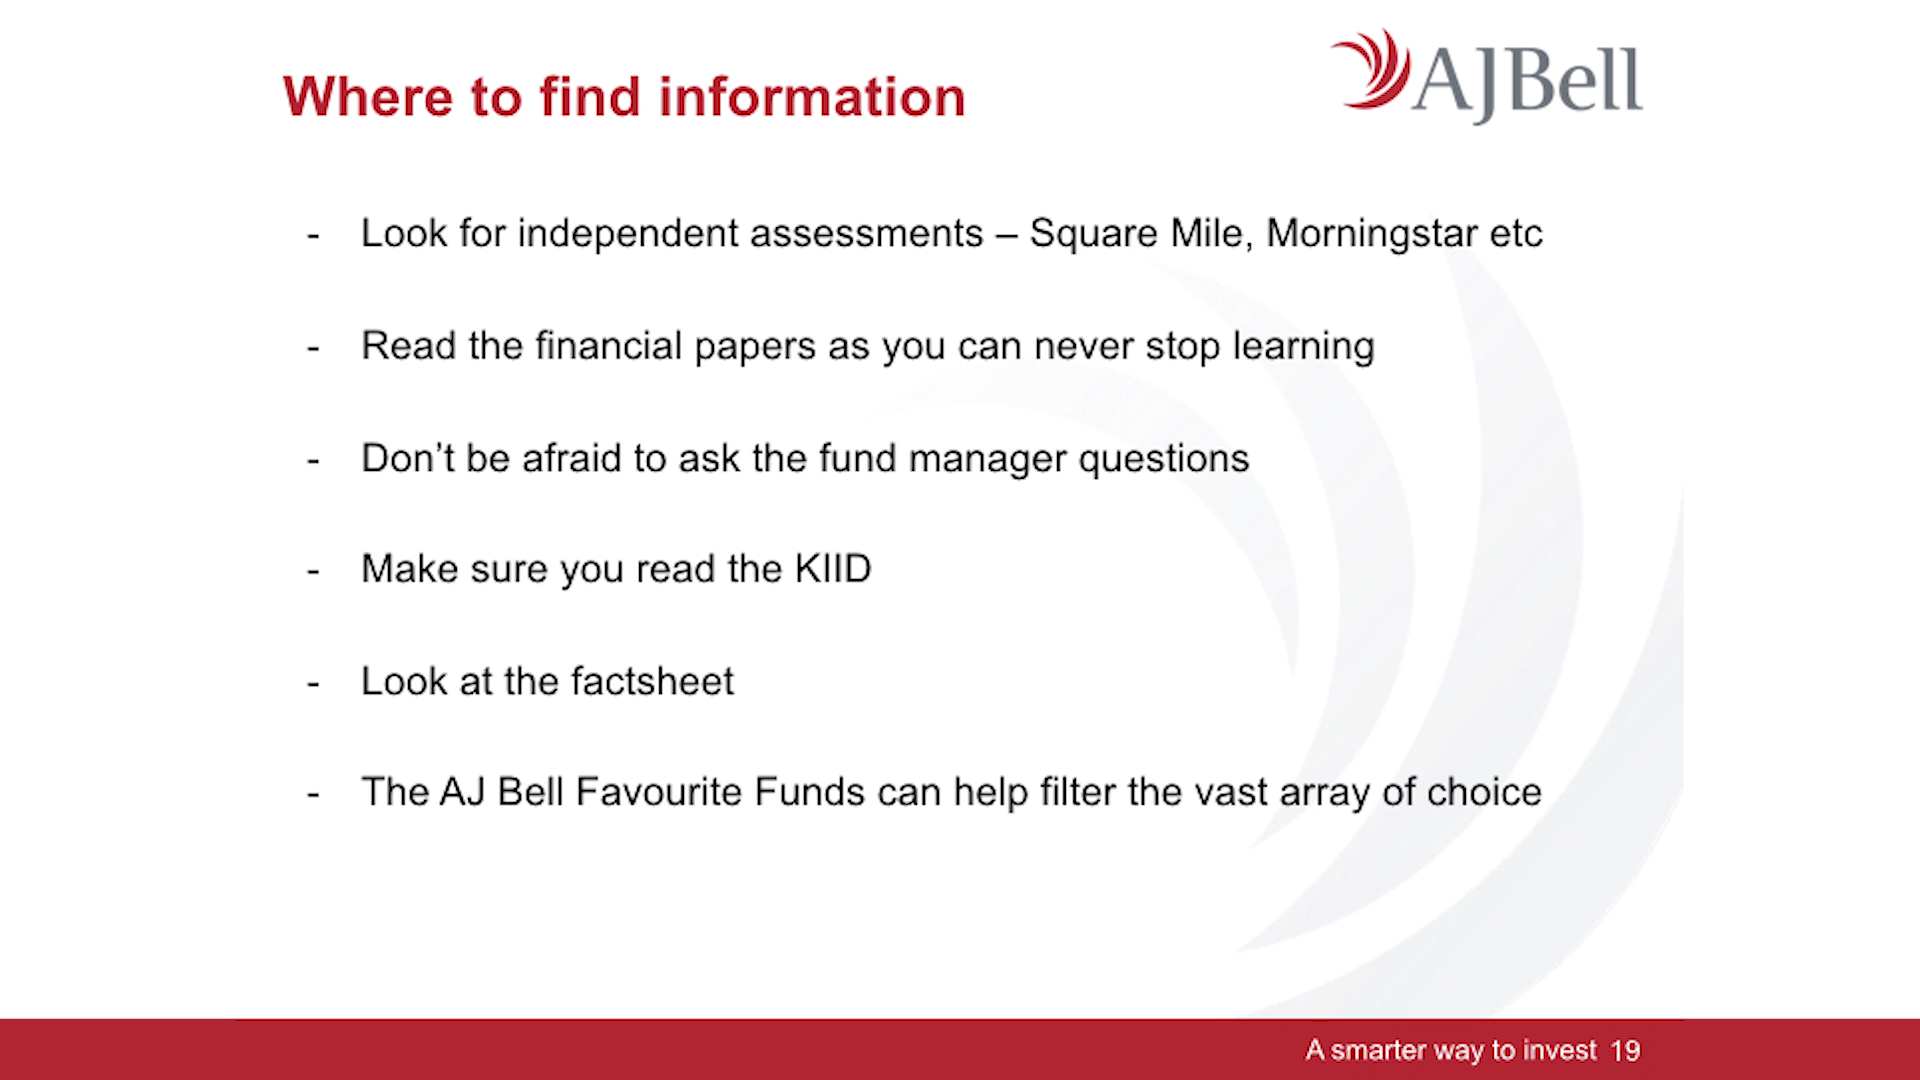 Where to find information
AJBell
- Look for independent assessments – Square Mile, Morningstar etc
- Read the financial papers as you can never stop learning
- Don’t be afraid to ask the fund manager questions
- Make sure you read the KIID
- Look at the factsheet
- The AJ Bell Favourite Funds can help filter the vast array of choice
A smarter way to invest 19